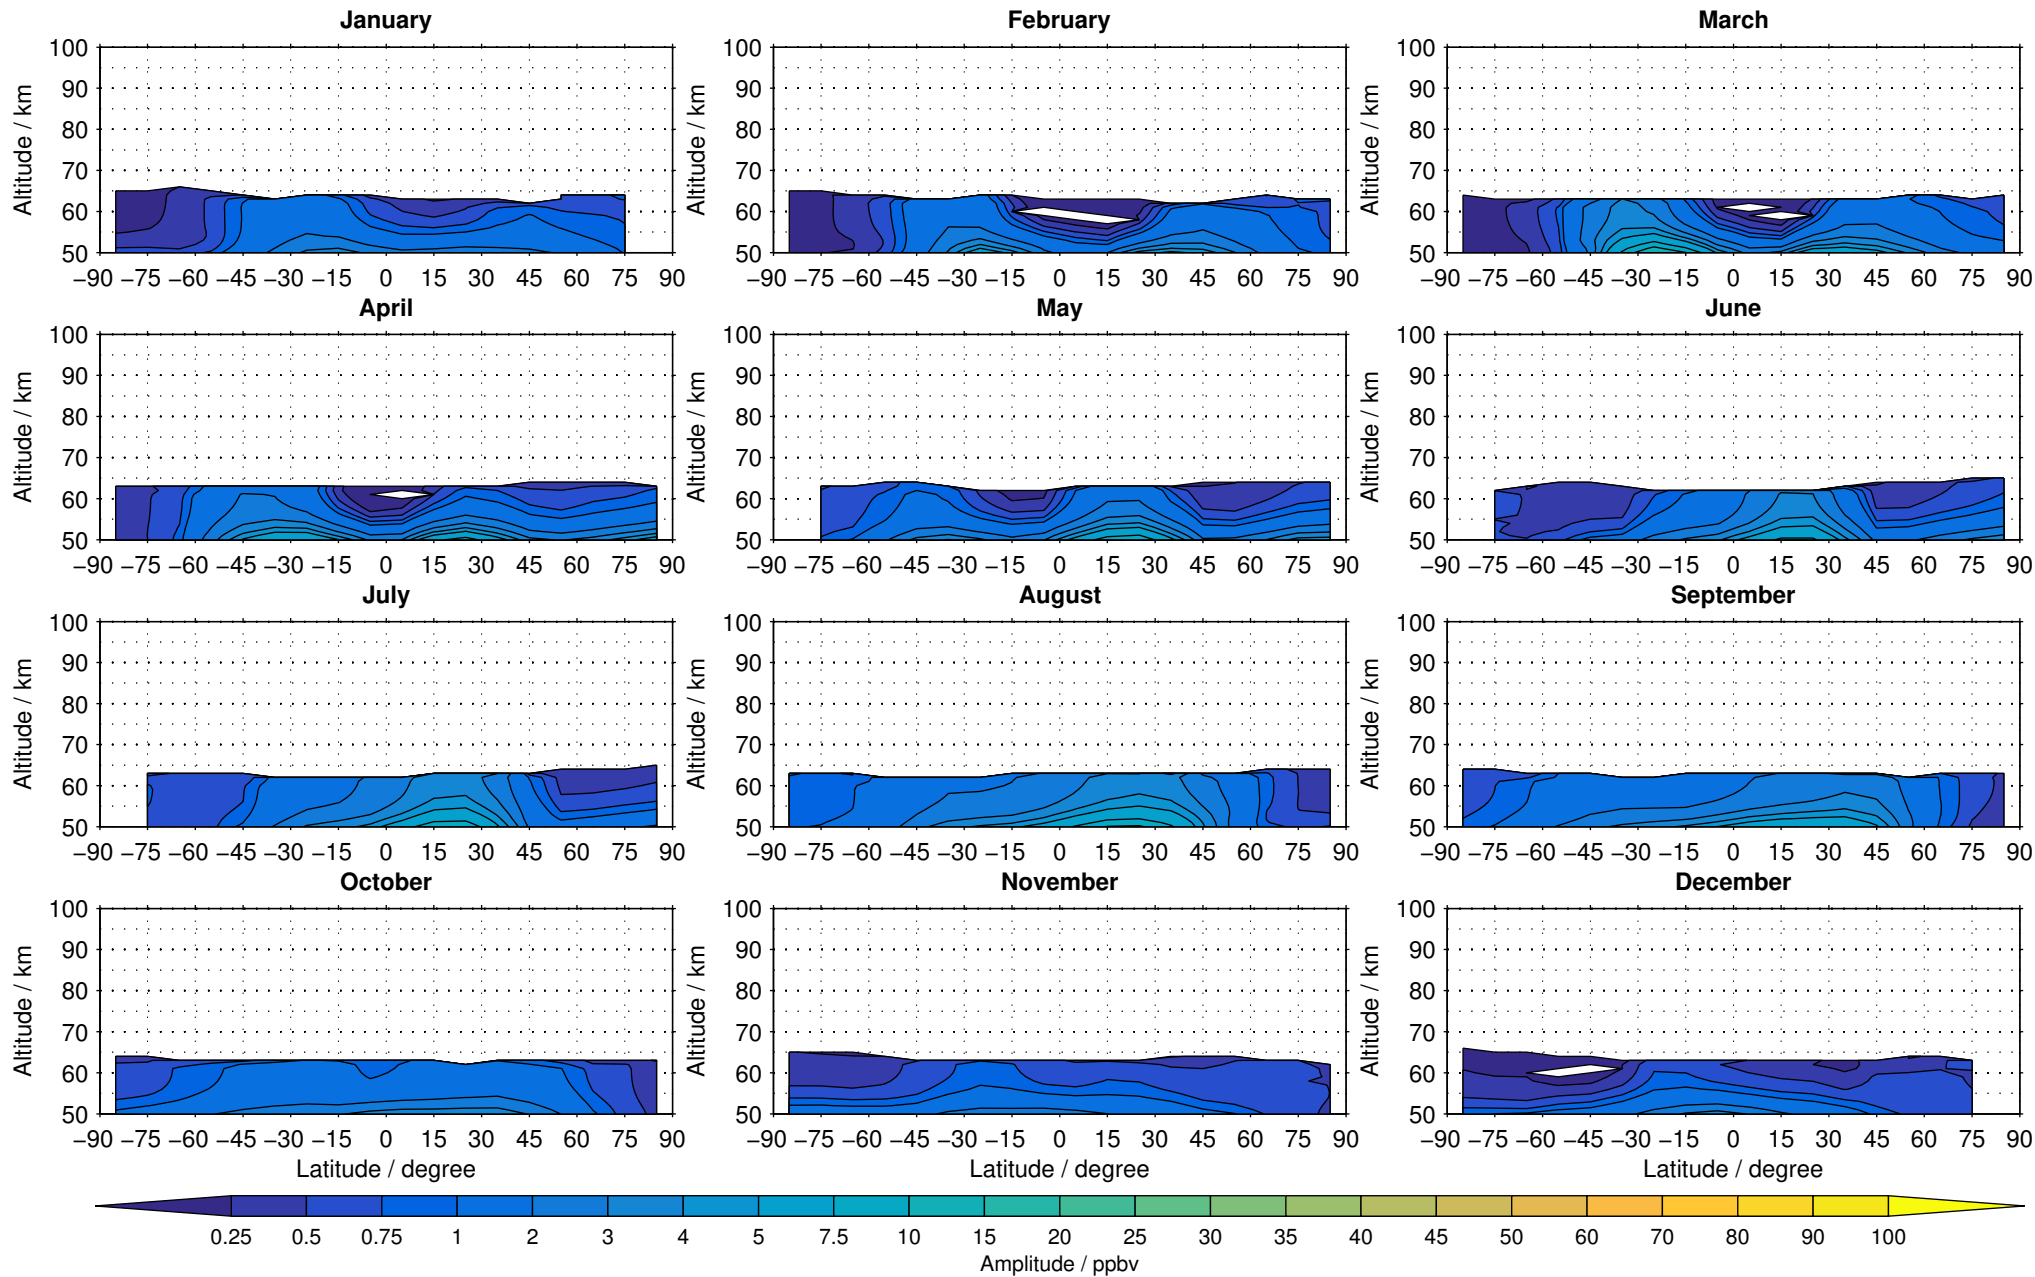 January February March
100 100 100
90 90 90
80 80 80
70 70 70
60 60 60
50 50 50
Altitude / km Altitude / km Altitude / km
−90 −75 −60 −45 −30 −15 0 15 30 45 60 75 90 −90 −75 −60 −45 −30 −15 0 15 30 45 60 75 90 −90 −75 −60 −45 −30 −15 0 15 30 45 60 75 90
April May June
100 100 100
90 90 90
80 80 80
70 70 70
60 60 60
50 50 50
Altitude / km Altitude / km Altitude / km
−90 −75 −60 −45 −30 −15 0 15 30 45 60 75 90 −90 −75 −60 −45 −30 −15 0 15 30 45 60 75 90 −90 −75 −60 −45 −30 −15 0 15 30 45 60 75 90
July August September
100 100 100
90 90 90
80 80 80
70 70 70
60 60 60
50 50 50
Altitude / km Altitude / km Altitude / km
−90 −75 −60 −45 −30 −15 0 15 30 45 60 75 90 −90 −75 −60 −45 −30 −15 0 15 30 45 60 75 90 −90 −75 −60 −45 −30 −15 0 15 30 45 60 75 90
October November December
100 100 100
90 90 90
80 80 80
70 70 70
60 60 60
50 50 50
Altitude / km Altitude / km Altitude / km
−90 −75 −60 −45 −30 −15 0 15 30 45 60 75 90 −90 −75 −60 −45 −30 −15 0 15 30 45 60 75 90 −90 −75 −60 −45 −30 −15 0 15 30 45 60 75 90
Latitude / degree Latitude / degree Latitude / degree
0.25 0.5 0.75 1 2 3 4 5 7.5 10 15 20 25 30 35 40 45 50 60 70 80 90 100
Amplitude / ppbv